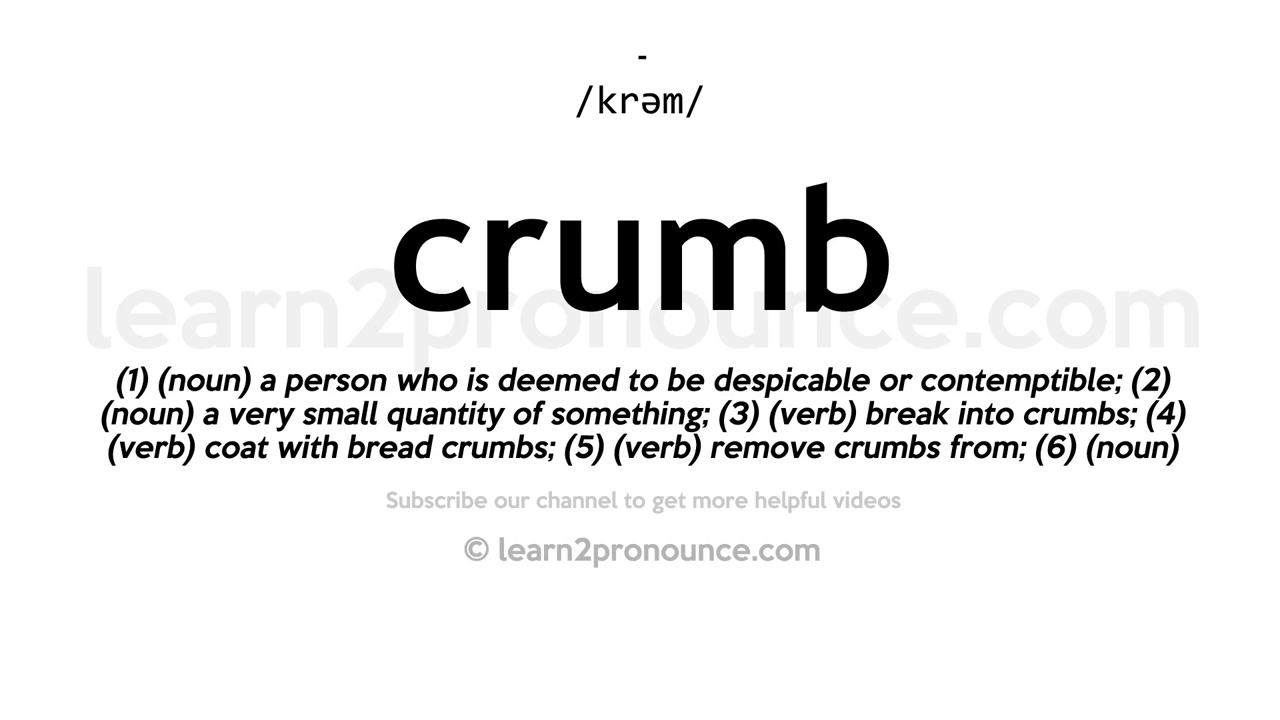 -
/krəm/
crumb
learn2pronounce.com
(1) (noun) a person who is deemed to be despicable or contemptible; (2)
(noun) a very small quantity of something; (3) (verb) break into crumbs; (4)
(verb) coat with bread crumbs; (5) (verb) remove crumbs from; (6) (noun)
Subscribe our channel to get more helpful videos
© learn2pronounce.com